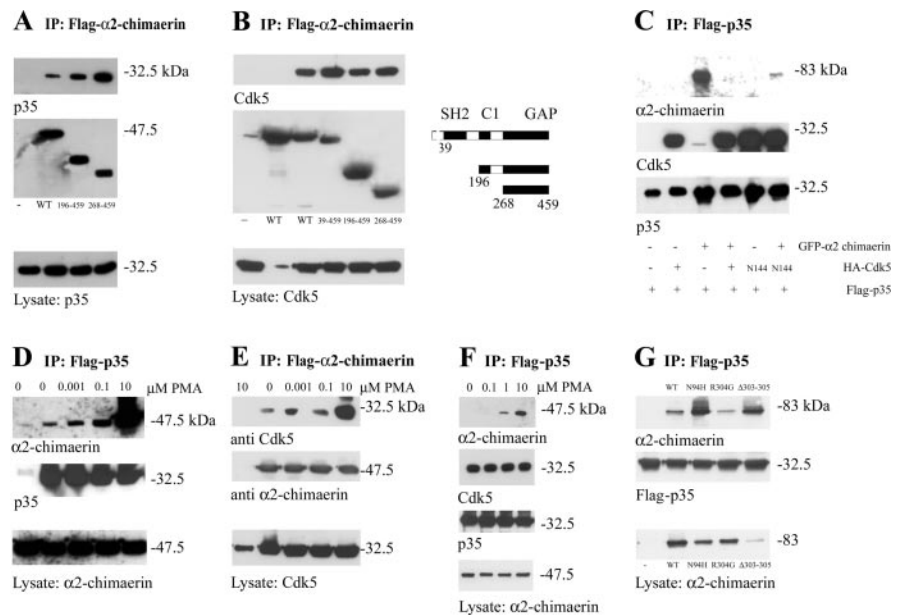 A IP: Flag-α2-chimaerin
-32.5 kDa
p35
-47.5
- WT 196-459 268-459
-32.5
Lysate: p35
B IP: Flag-α2-chimaerin
Cdk5
- WT WT 39-459 196-459 268-459
Lysate: Cdk5
SH2 C1 GAP
39
196
268 459
C IP: Flag-p35
-83 kDa
α2-chimaerin
-32.5
Cdk5
-32.5
p35
- - + + - + GFP-α2 chimaerin
- + - + N144 N144 HA-Cdk5
+ + + + + + Flag-p35
D IP: Flag-p35
0 0 0.001 0.1 10 μM PMA
-47.5 kDa
α2-chimaerin
-32.5
p35
-47.5
Lysate: α2-chimaerin
E IP: Flag-α2-chimaerin
10 0 0.001 0.1 10 μM PMA
-32.5 kDa
anti Cdk5
-47.5
anti α2-chimaerin
-32.5
Lysate: Cdk5
F IP: Flag-p35
0 0.1 1 10 μM PMA
-47.5 kDa
α2-chimaerin
-32.5
Cdk5
-32.5
p35
-47.5
Lysate: α2-chimaerin
G IP: Flag-p35
WT N94H R304G Δ303-305
-83 kDa
α2-chimaerin
-32.5
Flag-p35
-83
- WT N94H R304G Δ303-305
Lysate: α2-chimaerin